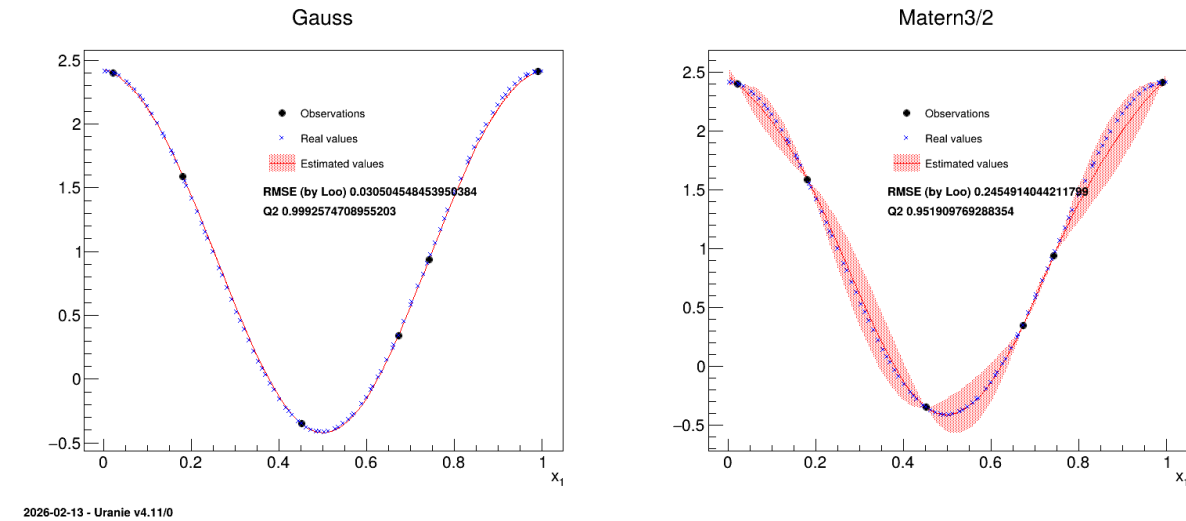 Gauss
2.5
2
1.5
1
0.5
0
−0.5
0 0.2 0.4 0.6 0.8 1
x1
Observations
Real values
Estimated values
RMSE (by Loo) 0.030504548453950384
Q2 0.9992574708955203
Matern3/2
2.5
2
1.5
1
0.5
0
−0.5
0 0.2 0.4 0.6 0.8 1
x1
Observations
Real values
Estimated values
RMSE (by Loo) 0.2454914044211799
Q2 0.951909769288354
2026-02-13 - Uranie v4.11/0